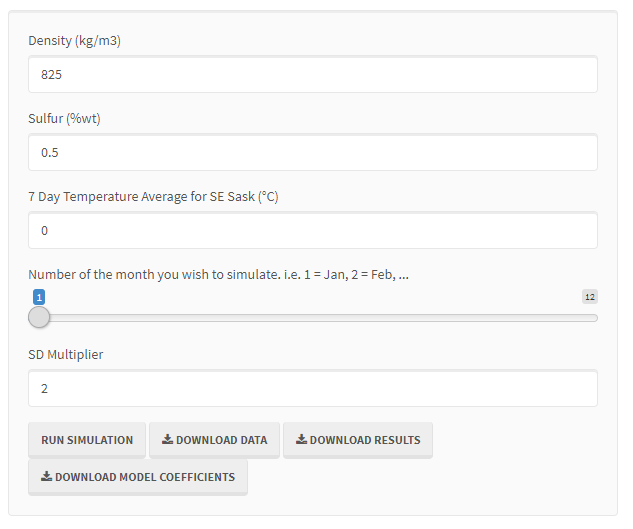 Density (kg/m3)
825
Sulfur (%wt)
0.5
7 Day Temperature Average for SE Sask (°C)
0
Number of the month you wish to simulate. i.e. 1 = Jan, 2 = Feb, ...
1 12
SD Multiplier
2
RUN SIMULATION DOWNLOAD DATA DOWNLOAD RESULTS
DOWNLOAD MODEL COEFFICIENTS